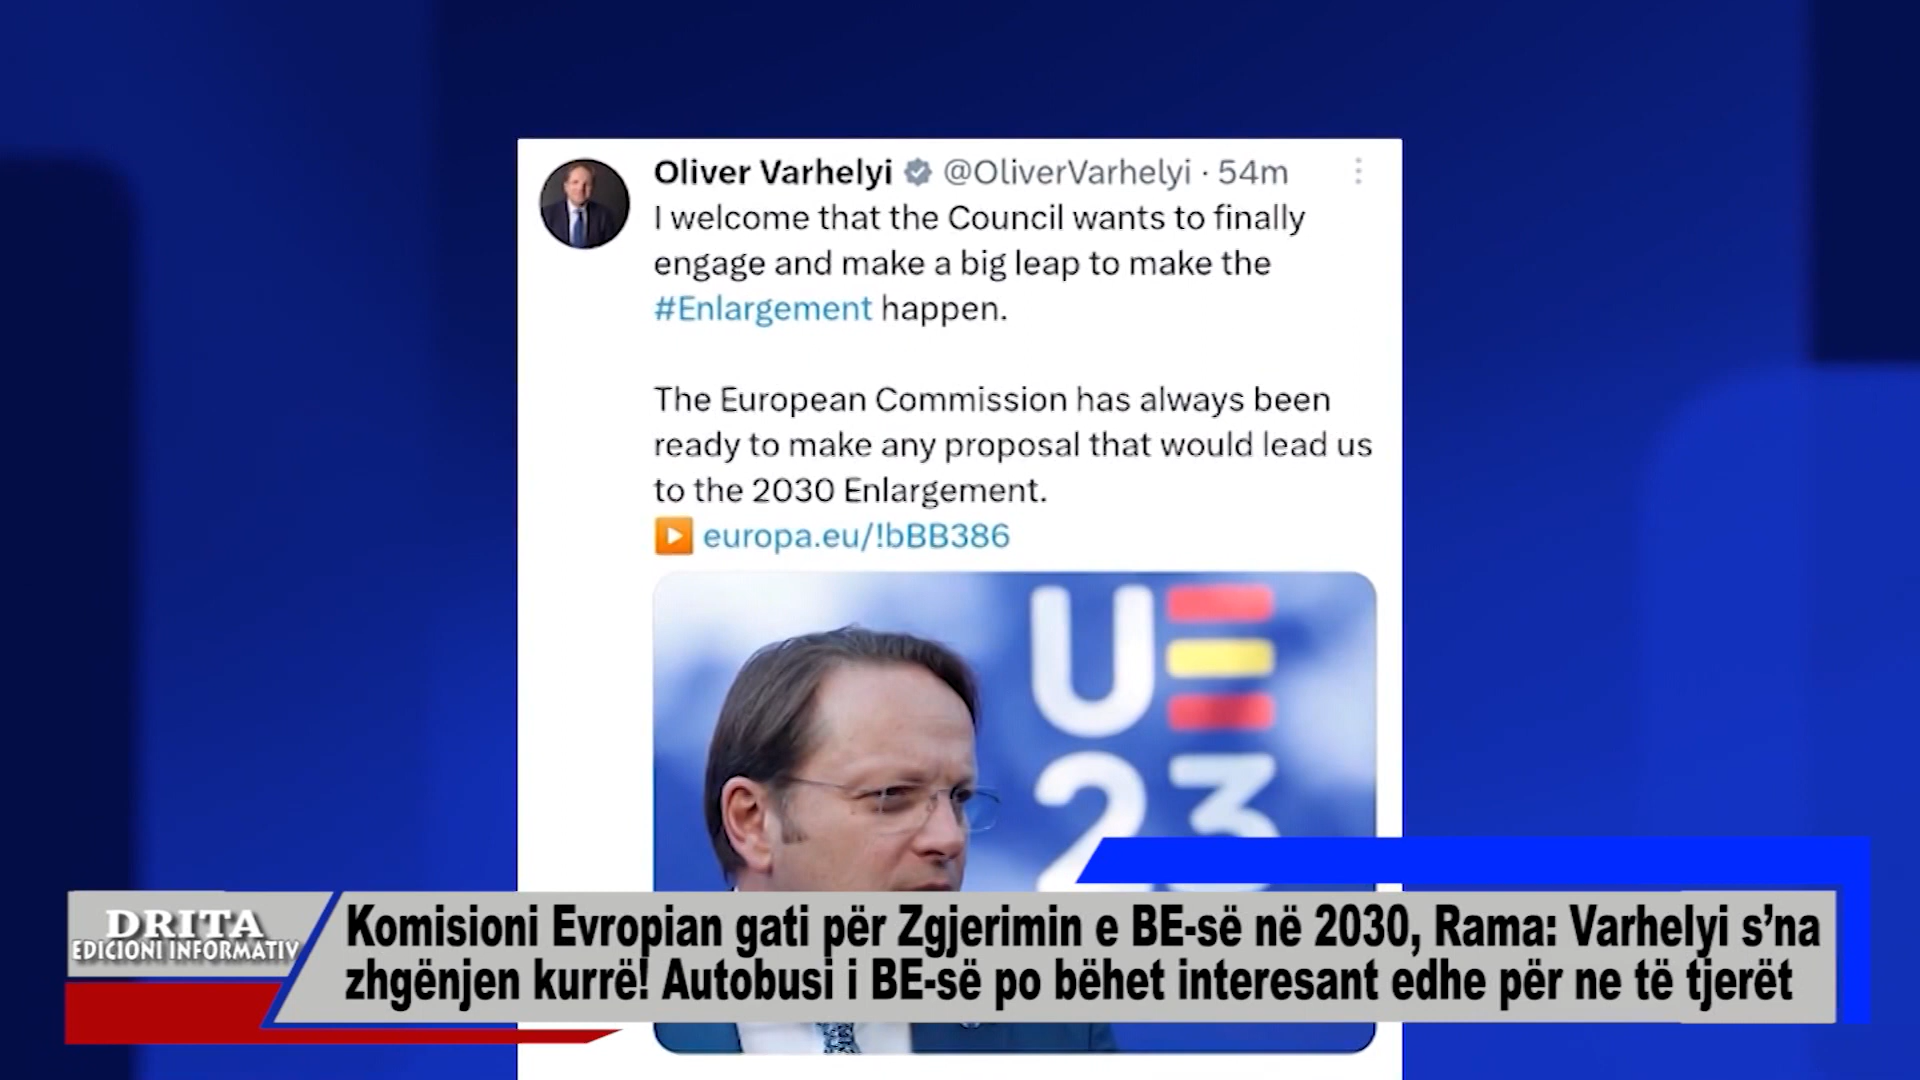 Oliver Varhelyi @OliverVarhelyi · 54m
I welcome that the Council wants to finally
engage and make a big leap to make the
#Enlargement happen.
The European Commission has always been
ready to make any proposal that would lead us
to the 2030 Enlargement.
europa.eu/!bBB386
UE
23
DRITA
EDICIONI INFORMATIV
Komisioni Evropian gati për Zgjerimin e BE-së në 2030, Rama: Varhelyi s’na
zhgënjen kurrë! Autobusi i BE-së po bëhet interesant edhe për ne të tjerët